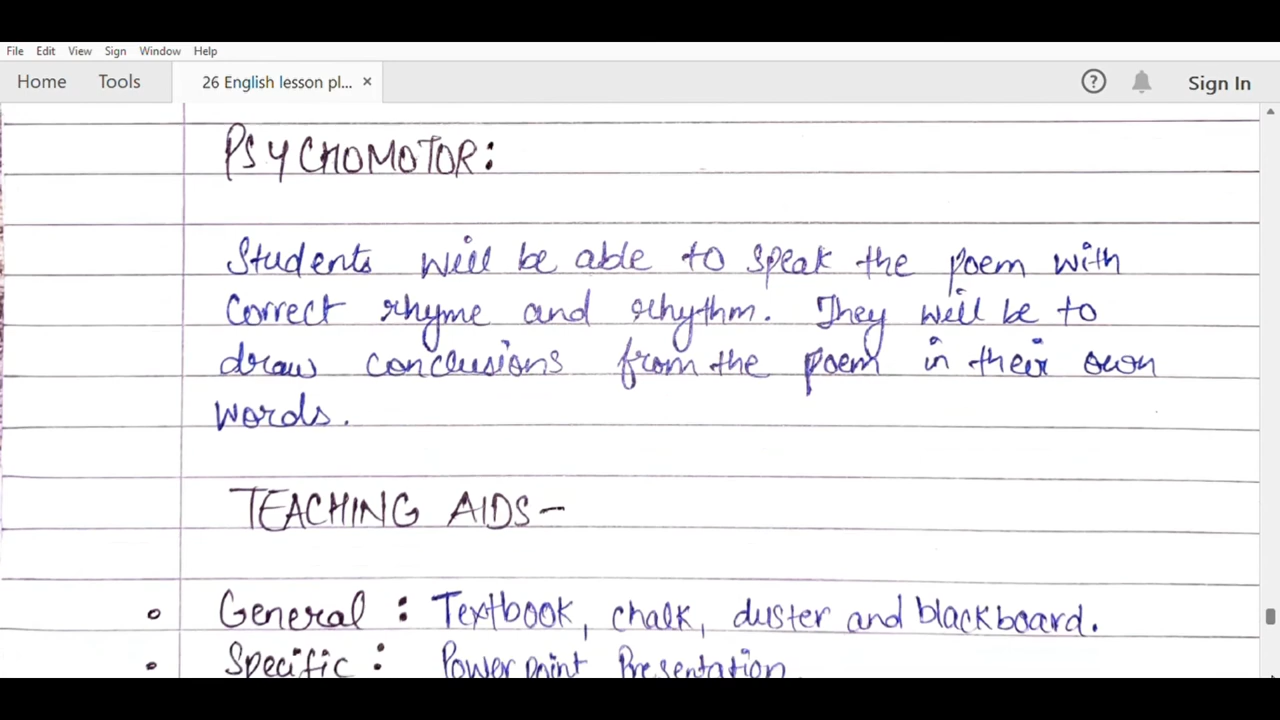 File Edit View Sign Window Help
Home Tools 26 English lesson pl... × ? Sign In
PSYCHOMOTOR:
Students will be able to speak the poem with
correct rhyme and rhythm. They will be to
draw conclusions from the poem in their own
words.
TEACHING AIDS-
General : Textbook, chalk, duster and blackboard.
Specific : PowerPoint Presentation